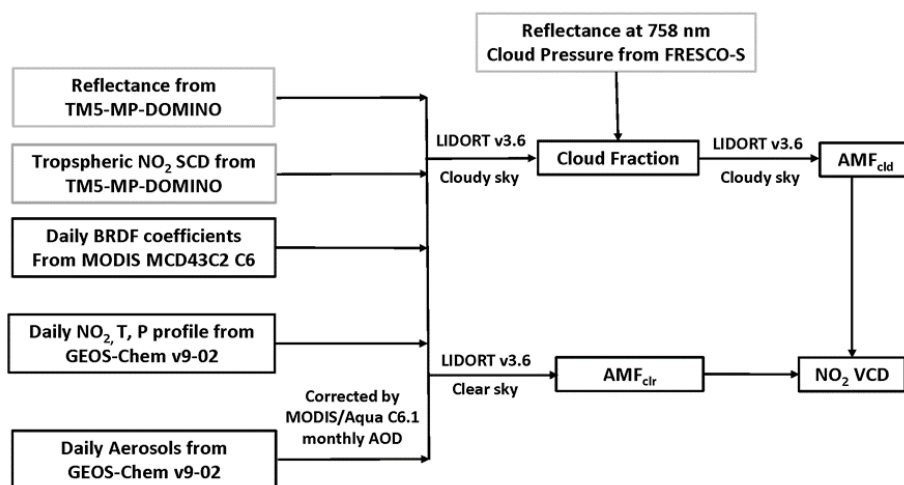 Reflectance at 758 nm
Cloud Pressure from FRESCO-S
Reflectance from
TM5-MP-DOMINO
Tropspheric NO₂ SCD from
TM5-MP-DOMINO
Daily BRDF coefficients
From MODIS MCD43C2 C6
Daily NO₂, T, P profile from
GEOS-Chem v9-02
Daily Aerosols from
GEOS-Chem v9-02
Corrected by
MODIS/Aqua C6.1
monthly AOD
LIDORT v3.6
Cloudy sky
Cloud Fraction
LIDORT v3.6
Cloudy sky
AMFcld
LIDORT v3.6
Clear sky
AMFclr
NO₂ VCD